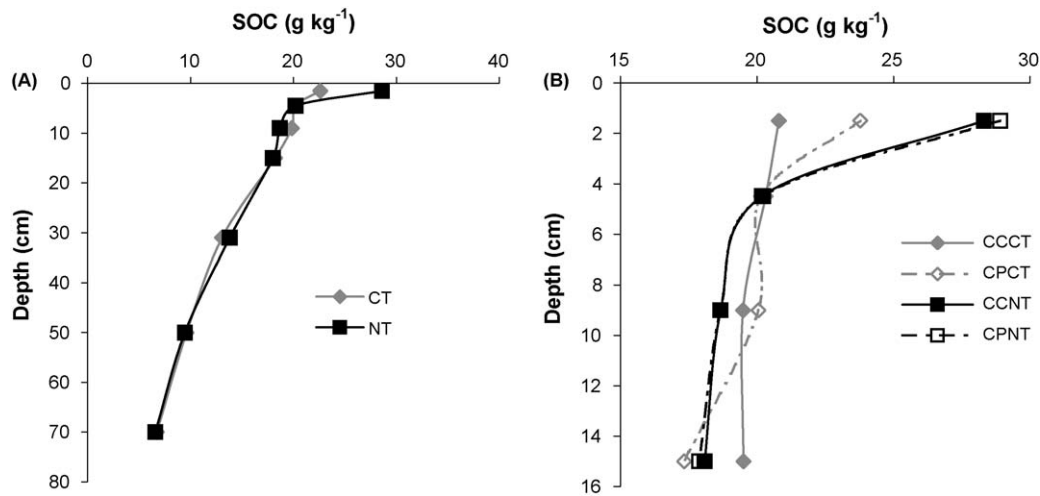 SOC (g kg⁻¹)
0 10 20 30 40
(A)
0
10
20
30
40
50
60
70
80
Depth (cm)
CT
NT
SOC (g kg⁻¹)
15 20 25 30
(B)
0
2
4
6
8
10
12
14
16
Depth (cm)
CCCT
CPCT
CCNT
CPNT